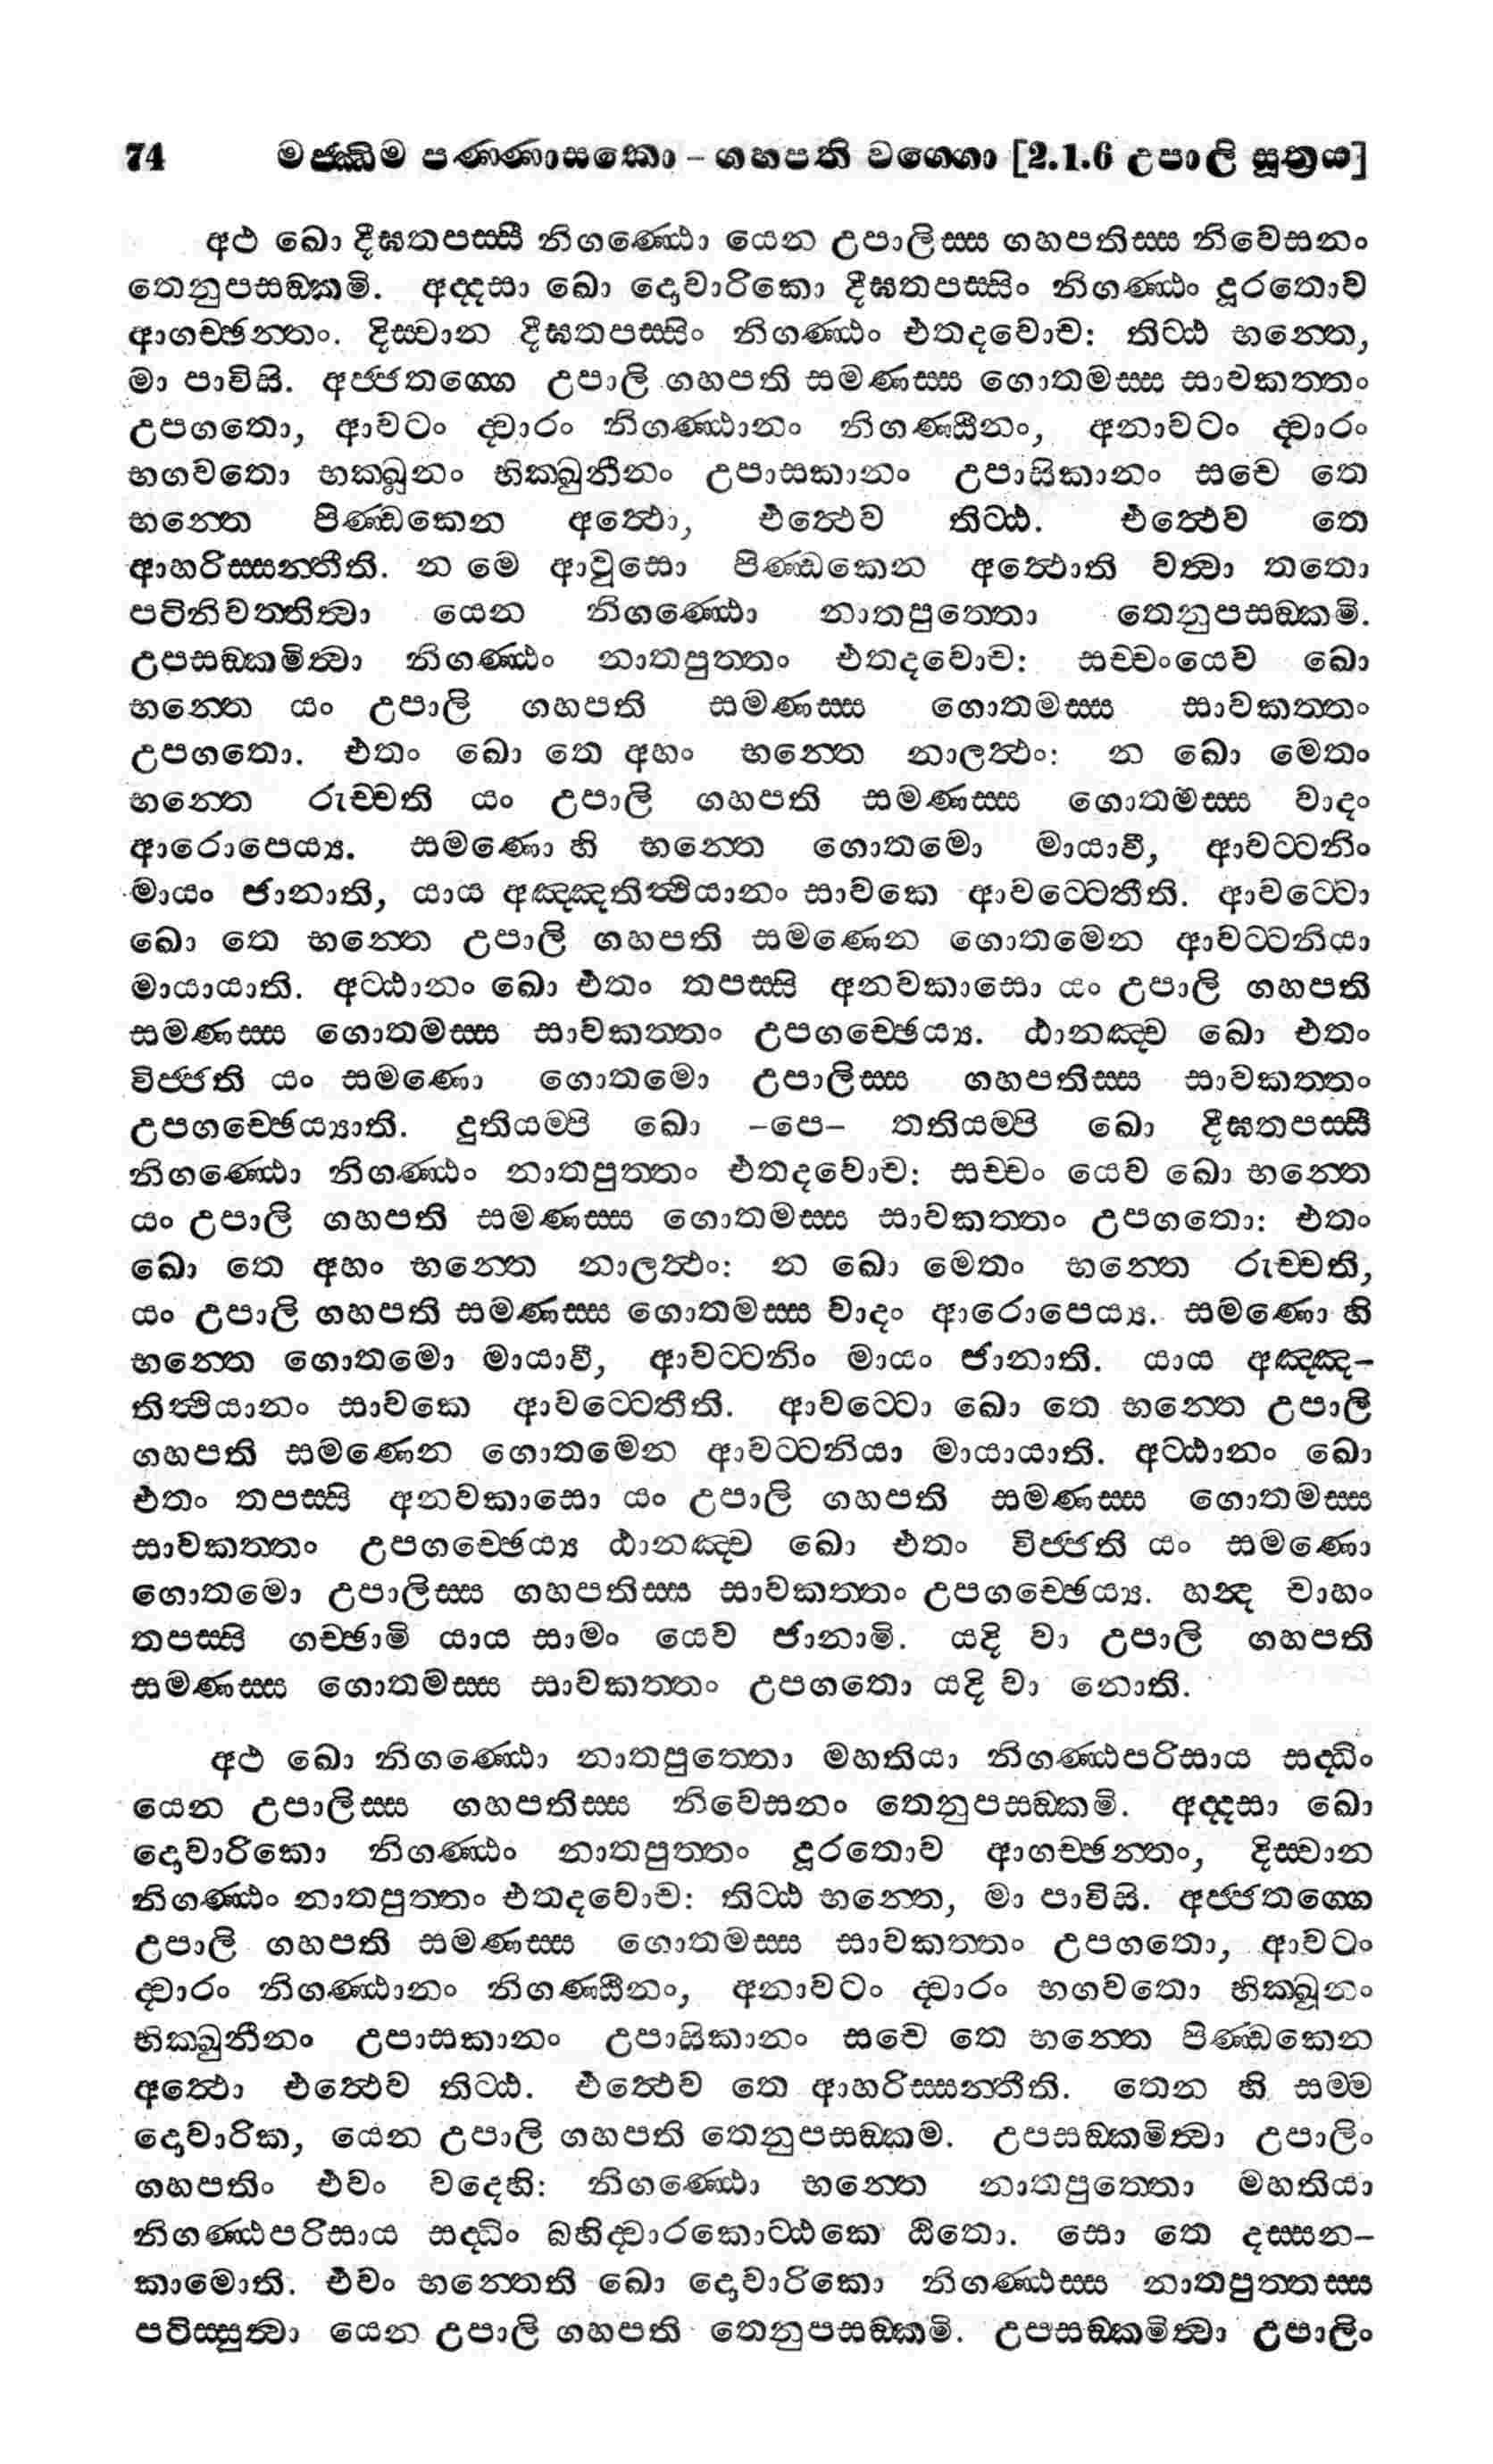 74 මජ්ඣිම පණ්ණාසකො – ගහපති වග්ගො [2.1.6 උපාලි සූත්‍රය]
අථ ඛො දීඝතපස්සී නිගණ්ඨො යෙන උපාලිස්ස ගහපතිස්ස නිවෙසනං
තෙනුපසඞ්කමි. අද්දසා ඛො දොවාරිකො දීඝතපස්සිං නිගණ්ඨං දූරතොව
ආගච්ඡන්තං. දිස්වාන දීඝතපස්සිං නිගණ්ඨං එතදවොච: තිට්ඨ භන්තෙ,
මා පාවිසි. අජ්ජතග්ගෙ උපාලි ගහපති සමණස්ස ගොතමස්ස සාවකත්තං
උපගතො, ආවටං ද්වාරං නිගණ්ඨානං නිගණ්ඨීනං, අනාවටං ද්වාරං
භගවතො භික්ඛූනං භික්ඛුනීනං උපාසකානං උපාසිකානං සචෙ තෙ
භන්තෙ පිණ්ඩකෙන අත්ථො, එත්ථෙව තිට්ඨ. එත්ථෙව තෙ
ආහරිස්සන්තීති. න මෙ ආවුසො පිණ්ඩකෙන අත්ථොති වත්වා තතො
පටිනිවත්තිත්වා යෙන නිගණ්ඨො නාතපුත්තො තෙනුපසඞ්කමි.
උපසඞ්කමිත්වා නිගණ්ඨං නාතපුත්තං එතදවොච: සච්චංයෙව ඛො
භන්තෙ යං උපාලි ගහපති සමණස්ස ගොතමස්ස සාවකත්තං
උපගතො. එතං ඛො තෙ අහං භන්තෙ නාලත්ථං: න ඛො මෙතං
භන්තෙ රුච්චති යං උපාලි ගහපති සමණස්ස ගොතමස්ස වාදං
ආරොපෙය්‍ය. සමණො හි භන්තෙ ගොතමො මායාවී, ආවට්ටනිං
මායං ජානාති, යාය අඤ්ඤතිත්ථියානං සාවකෙ ආවට්ටෙතීති. ආවට්ටො
ඛො තෙ භන්තෙ උපාලි ගහපති සමණෙන ගොතමෙන ආවට්ටනියා
මායායාති. අට්ඨානං ඛො එතං තපස්සි අනවකාසො යං උපාලි ගහපති
සමණස්ස ගොතමස්ස සාවකත්තං උපගච්ඡෙය්‍ය. ඨානඤ්ච ඛො එතං
විජ්ජති යං සමණො ගොතමො උපාලිස්ස ගහපතිස්ස සාවකත්තං
උපගච්ඡෙය්‍යාති. දුතියම්පි ඛො –පෙ– තතියම්පි ඛො දීඝතපස්සී
නිගණ්ඨො නිගණ්ඨං නාතපුත්තං එතදවොච: සච්චං යෙව ඛො භන්තෙ
යං උපාලි ගහපති සමණස්ස ගොතමස්ස සාවකත්තං උපගතො: එතං
ඛො තෙ අහං භන්තෙ නාලත්ථං: න ඛො මෙතං භන්තෙ රුච්චති,
යං උපාලි ගහපති සමණස්ස ගොතමස්ස වාදං ආරොපෙය්‍ය. සමණො හි
භන්තෙ ගොතමො මායාවී, ආවට්ටනිං මායං ජානාති. යාය අඤ්ඤ–
තිත්ථියානං සාවකෙ ආවට්ටෙතීති. ආවට්ටො ඛො තෙ භන්තෙ උපාලි
ගහපති සමණෙන ගොතමෙන ආවට්ටනියා මායායාති. අට්ඨානං ඛො
එතං තපස්සි අනවකාසො යං උපාලි ගහපති සමණස්ස ගොතමස්ස
සාවකත්තං උපගච්ඡෙය්‍ය ඨානඤ්ච ඛො එතං විජ්ජති යං සමණො
ගොතමො උපාලිස්ස ගහපතිස්ස සාවකත්තං උපගච්ඡෙය්‍ය. හන්ද චාහං
තපස්සි ගච්ඡාමි යාය සාමං යෙව ජානාමි. යදි වා උපාලි ගහපති
සමණස්ස ගොතමස්ස සාවකත්තං උපගතො යදි වා නොති.
අථ ඛො නිගණ්ඨො නාතපුත්තො මහතියා නිගණ්ඨපරිසාය සද්ධිං
යෙන උපාලිස්ස ගහපතිස්ස නිවෙසනං තෙනුපසඞ්කමි. අද්දසා ඛො
දොවාරිකො නිගණ්ඨං නාතපුත්තං දූරතොව ආගච්ඡන්තං, දිස්වාන
නිගණ්ඨං නාතපුත්තං එතදවොච: තිට්ඨ භන්තෙ, මා පාවිසි. අජ්ජතග්ගෙ
උපාලි ගහපති සමණස්ස ගොතමස්ස සාවකත්තං උපගතො, ආවටං
ද්වාරං නිගණ්ඨානං නිගණ්ඨීනං, අනාවටං ද්වාරං භගවතො භික්ඛූනං
භික්ඛුනීනං උපාසකානං උපාසිකානං සචෙ තෙ භන්තෙ පිණ්ඩකෙන
අත්ථො එත්ථෙව තිට්ඨ. එත්ථෙව තෙ ආහරිස්සන්තීති. තෙන හි සම්ම
දොවාරික, යෙන උපාලි ගහපති තෙනුපසඞ්කම. උපසඞ්කමිත්වා උපාලිං
ගහපතිං එවං වදෙහි: නිගණ්ඨො භන්තෙ නාතපුත්තො මහතියා
නිගණ්ඨපරිසාය සද්ධිං බහිද්වාරකොට්ඨකෙ ඨිතො. සො තෙ දස්සන–
කාමොති. එවං භන්තෙති ඛො දොවාරිකො නිගණ්ඨස්ස නාතපුත්තස්ස
පටිස්සුත්වා යෙන උපාලි ගහපති තෙනුපසඞ්කමි. උපසඞ්කමිත්වා උපාලිං